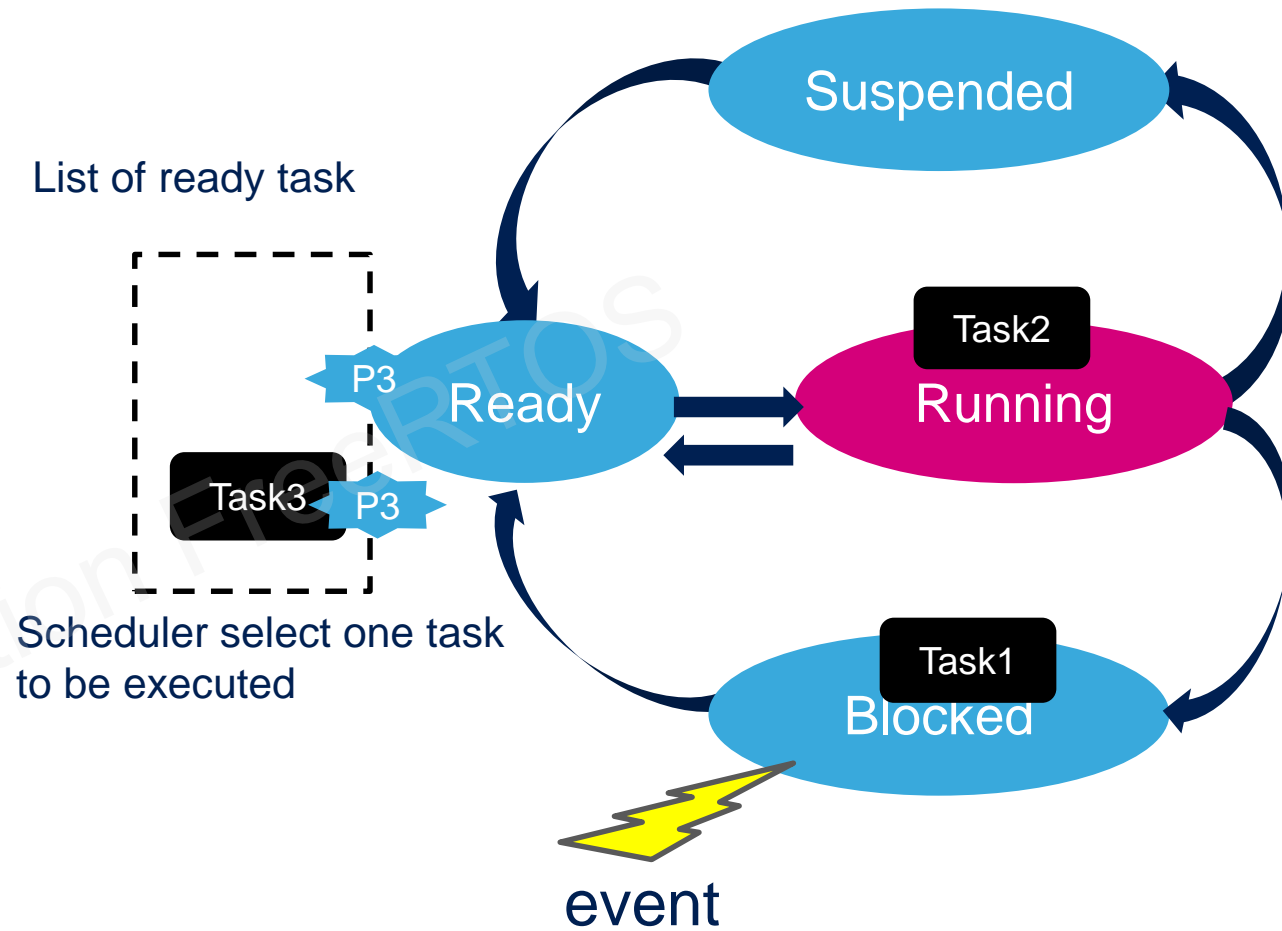 Suspended
List of ready task
Task2
P3
Ready
Running
Task3
P3
Scheduler select one task
to be executed
Task1
Blocked
event
FreeRTOS